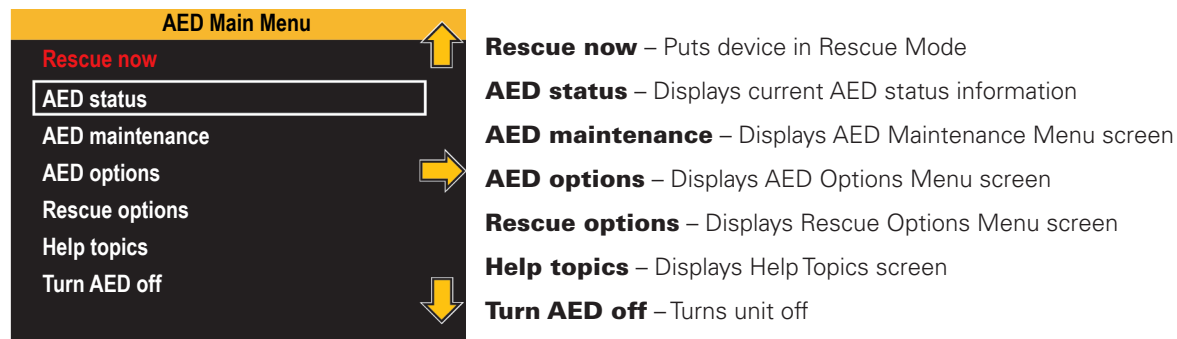 AED Main Menu
Rescue now
AED status
AED maintenance
AED options
Rescue options
Help topics
Turn AED off
Rescue now – Puts device in Rescue Mode
AED status – Displays current AED status information
AED maintenance – Displays AED Maintenance Menu screen
AED options – Displays AED Options Menu screen
Rescue options – Displays Rescue Options Menu screen
Help topics – Displays Help Topics screen
Turn AED off – Turns unit off